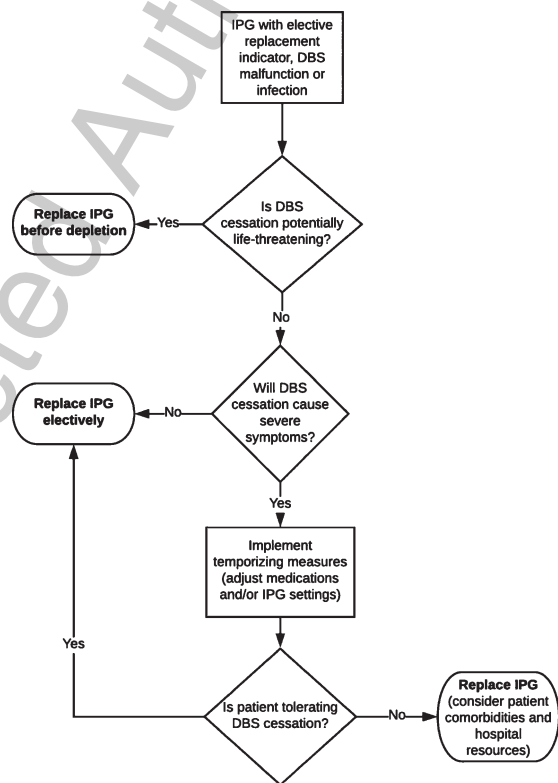 IPG with elective
replacement
indicator, DBS
malfunction or
infection
Is DBS
cessation potentially
life-threatening?
Yes
Replace IPG
before depletion
No
Will DBS
cessation cause
severe
symptoms?
No
Replace IPG
electively
Yes
Implement
temporizing measures
(adjust medications
and/or IPG settings)
Yes
Is patient tolerating
DBS cessation?
No
Replace IPG
(consider patient
comorbidities and
hospital
resources)